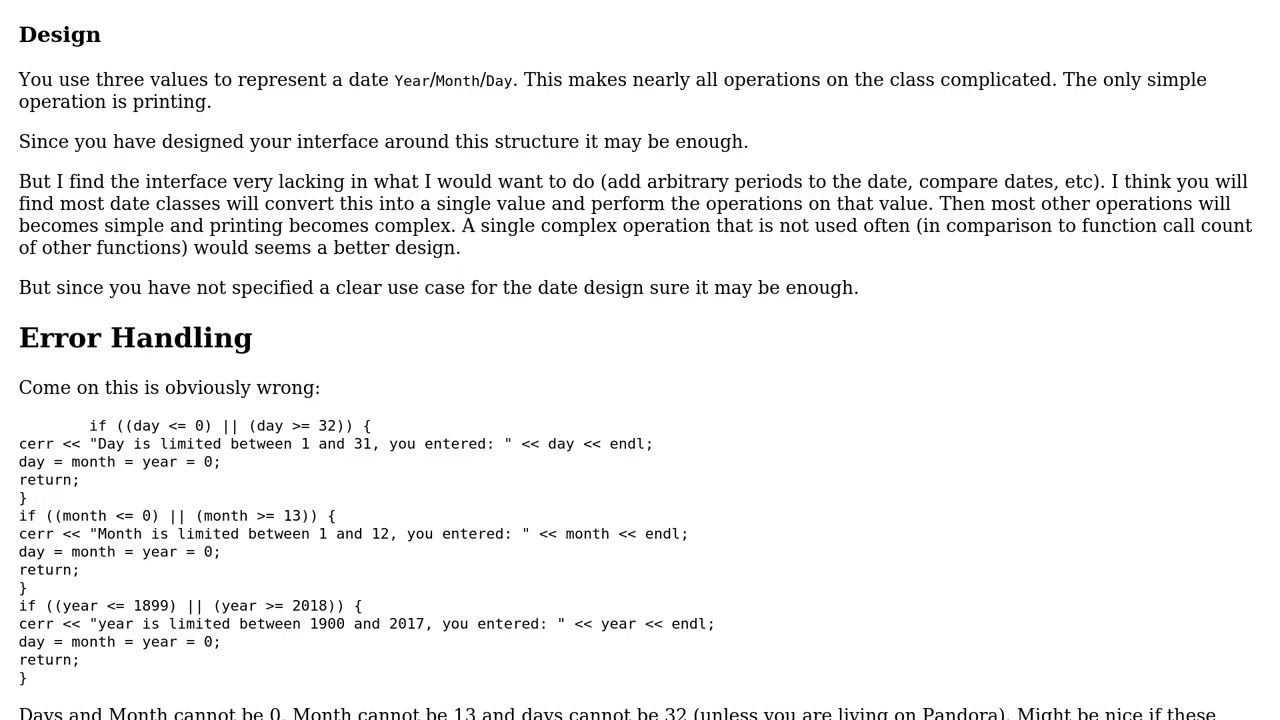 Design
You use three values to represent a date Year/Month/Day. This makes nearly all operations on the class complicated. The only simple
operation is printing.
Since you have designed your interface around this structure it may be enough.
But I find the interface very lacking in what I would want to do (add arbitrary periods to the date, compare dates, etc). I think you will
find most date classes will convert this into a single value and perform the operations on that value. Then most other operations will
becomes simple and printing becomes complex. A single complex operation that is not used often (in comparison to function call count
of other functions) would seems a better design.
But since you have not specified a clear use case for the date design sure it may be enough.
Error Handling
Come on this is obviously wrong:
if ((day <= 0) || (day >= 32)) {
cerr << "Day is limited between 1 and 31, you entered: " << day << endl;
day = month = year = 0;
return;
}
if ((month <= 0) || (month >= 13)) {
cerr << "Month is limited between 1 and 12, you entered: " << month << endl;
day = month = year = 0;
return;
}
if ((year <= 1899) || (year >= 2018)) {
cerr << "year is limited between 1900 and 2017, you entered: " << year << endl;
day = month = year = 0;
return;
}
Days and Month cannot be 0. Month cannot be 13 and days cannot be 32 (unless you are living on Pandora). Might be nice if these